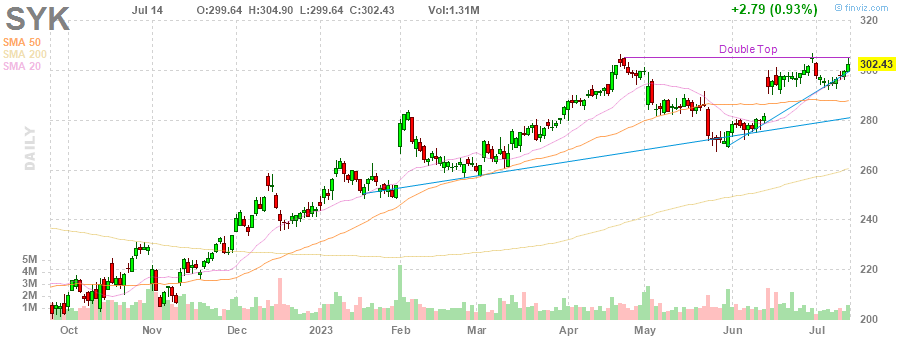 SYK Jul 14 O:299.64 H:304.90 L:299.64 C:302.43 Vol:1.31M +2.79 (0.93%)
© finviz.com
SMA 50
SMA 200
SMA 20
DAILY
Double Top
320
302.43
300
280
260
240
220
200
5M
4M
3M
2M
1M
Oct Nov Dec 2023 Feb Mar Apr May Jun Jul